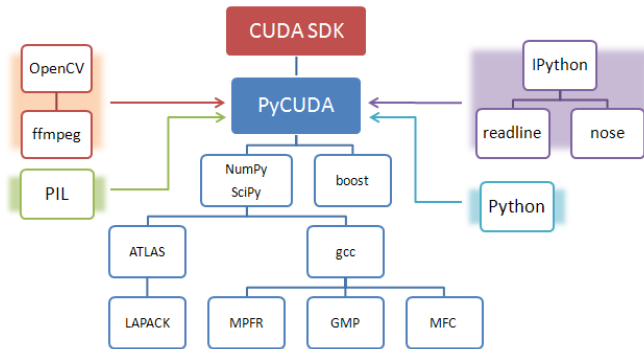 CUDA SDK
OpenCV
ffmpeg
PyCUDA
IPython
readline
nose
PIL
NumPy
SciPy
boost
Python
ATLAS
gcc
LAPACK
MPFR
GMP
MFC